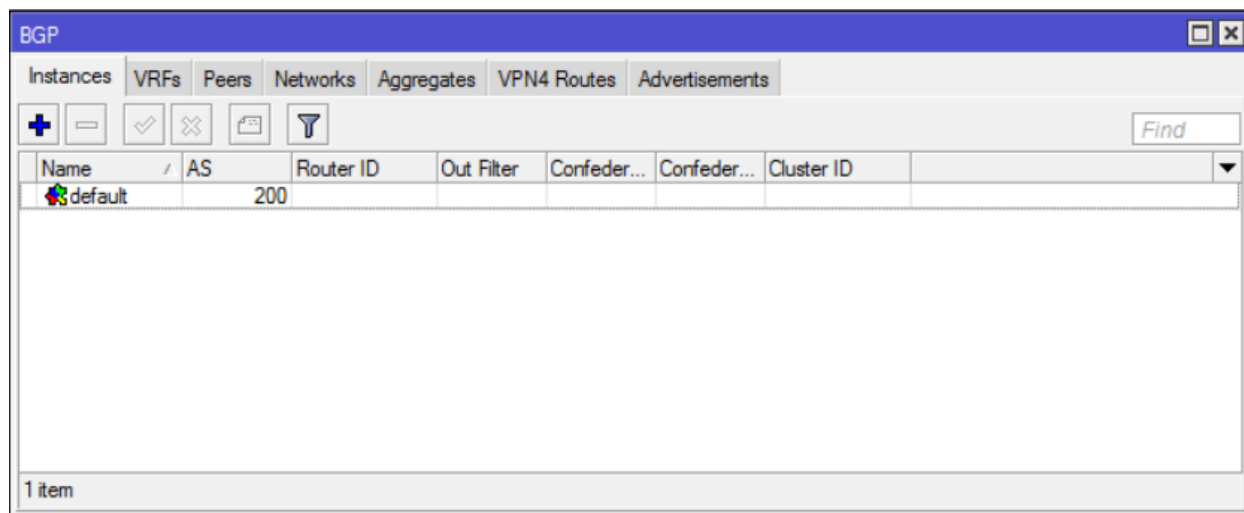 BGP
Instances VRFs Peers Networks Aggregates VPN4 Routes Advertisements
Find
Name AS Router ID Out Filter Confeder... Confeder... Cluster ID
default 200
1 item